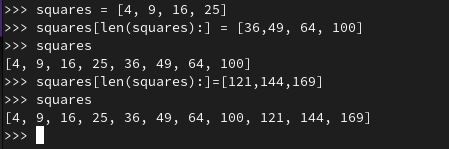 >>> squares = [4, 9, 16, 25]
>>> squares[len(squares):] = [36,49, 64, 100]
>>> squares
[4, 9, 16, 25, 36, 49, 64, 100]
>>> squares[len(squares):]=[121,144,169]
>>> squares
[4, 9, 16, 25, 36, 49, 64, 100, 121, 144, 169]
>>>